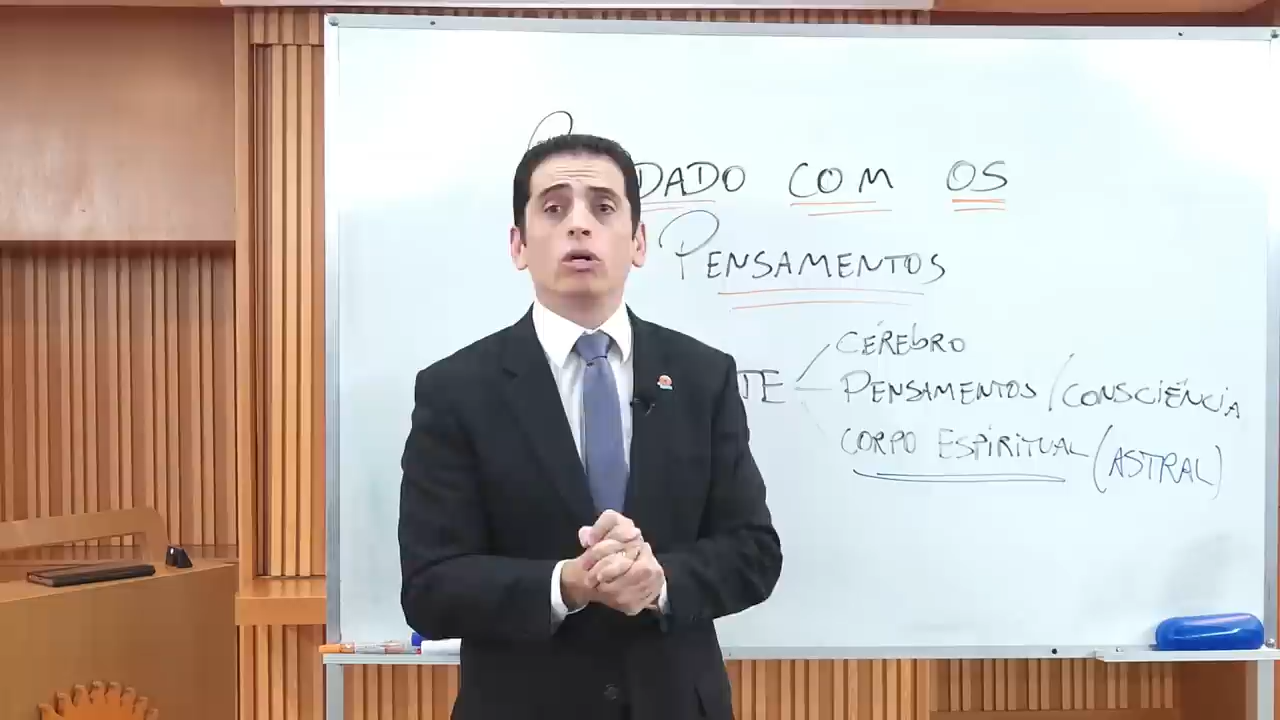 DADO COM OS
PENSAMENTOS
TE
CÉREBRO
PENSAMENTOS / CONSCIÊNCIA
CORPO ESPIRITUAL (ASTRAL)